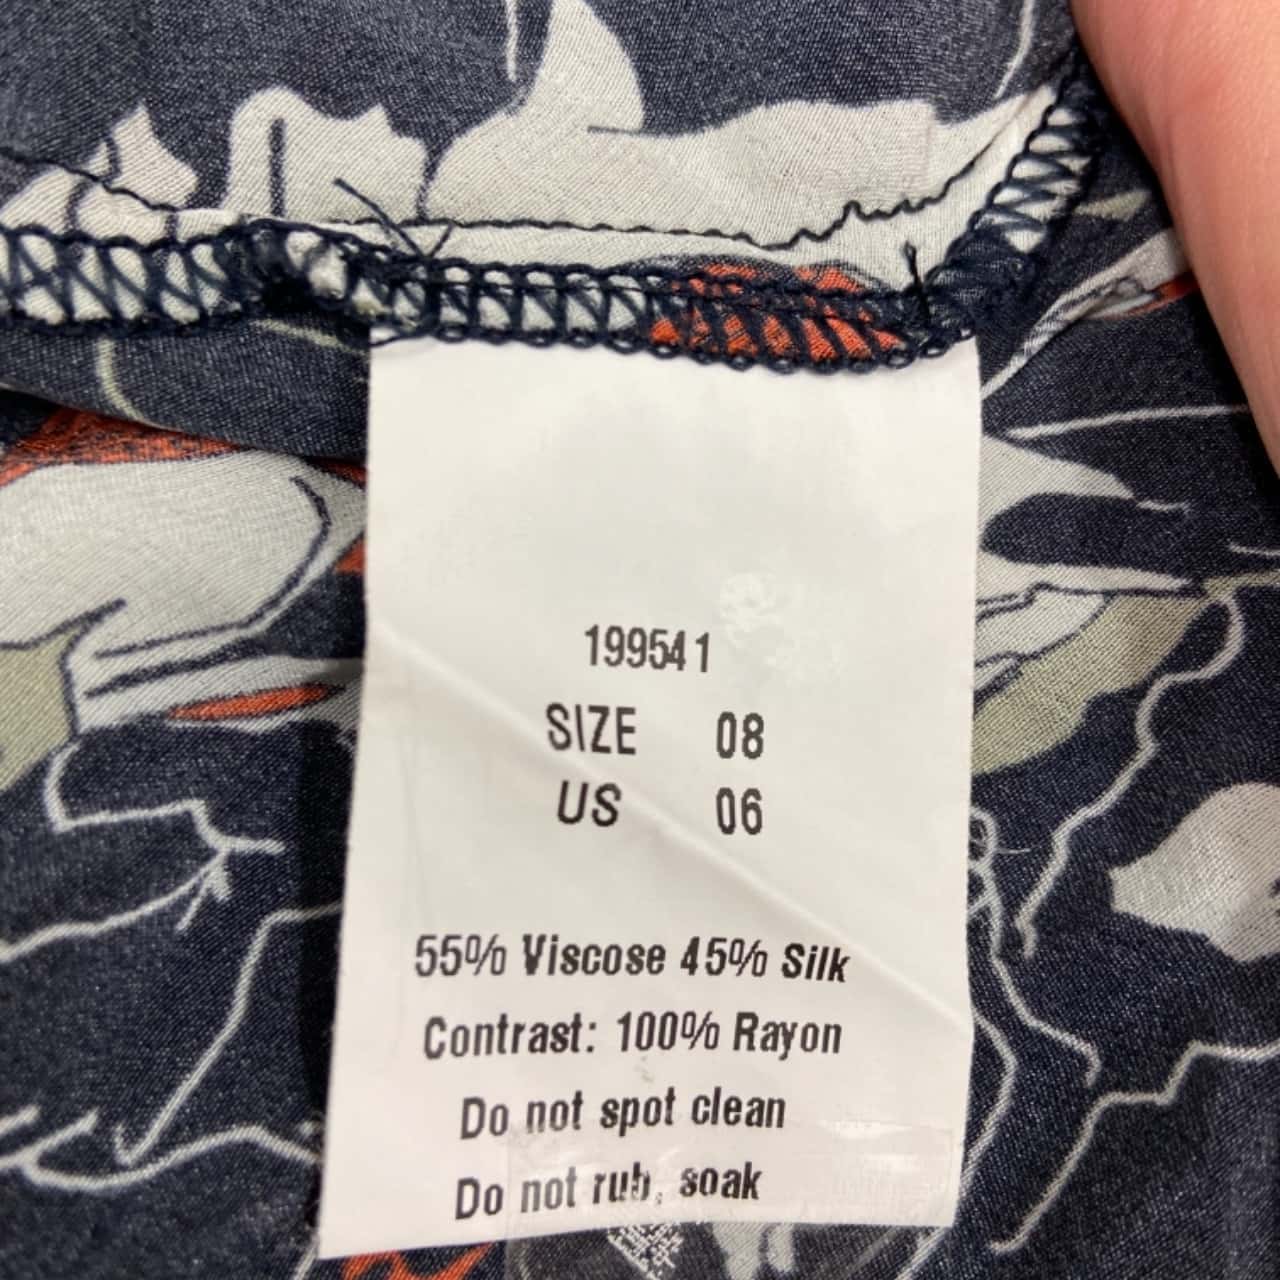 199541
SIZE 08
US 06
55% Viscose 45% Silk
Contrast: 100% Rayon
Do not spot clean
Do not rub, soak